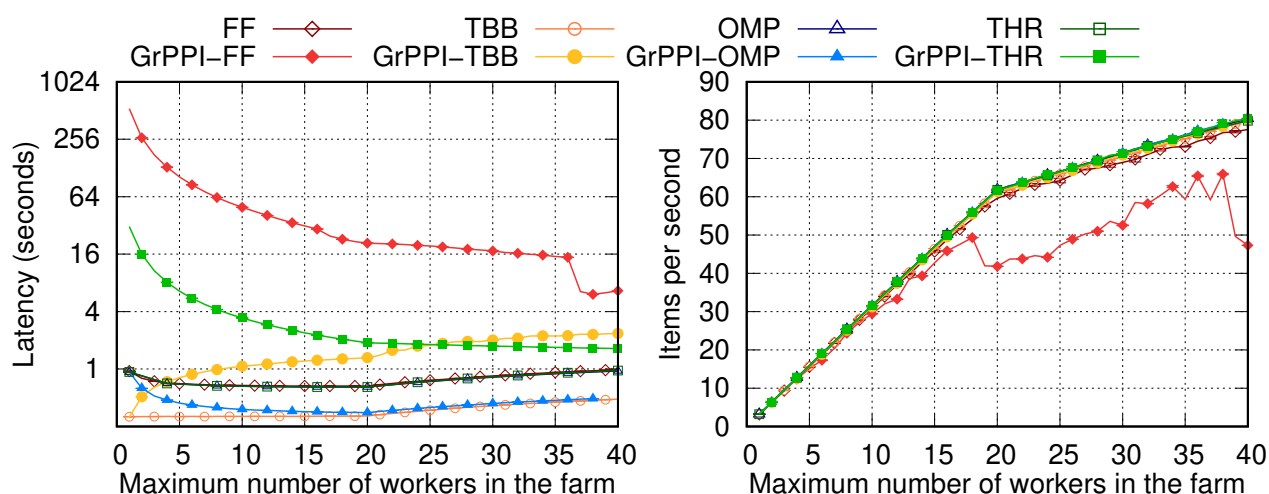 FF TBB OMP THR
GrPPI-FF GrPPI-TBB GrPPI-OMP GrPPI-THR
Latency (seconds)
1024
256
64
16
4
1
0 5 10 15 20 25 30 35 40
Maximum number of workers in the farm
Items per second
90
80
70
60
50
40
30
20
10
0
0 5 10 15 20 25 30 35 40
Maximum number of workers in the farm